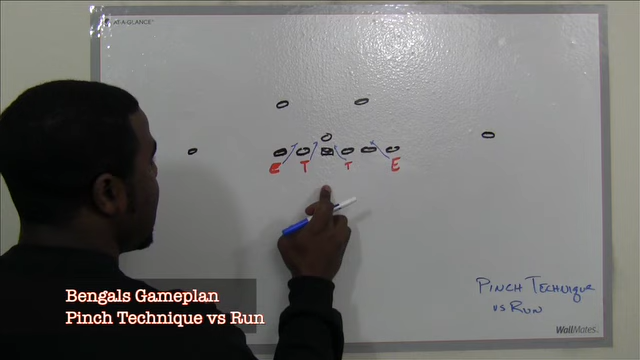 AT-A-GLANCE
E T T E
Pinch Technique
vs Run
WallMates
Bengals Gameplan
Pinch Technique vs Run